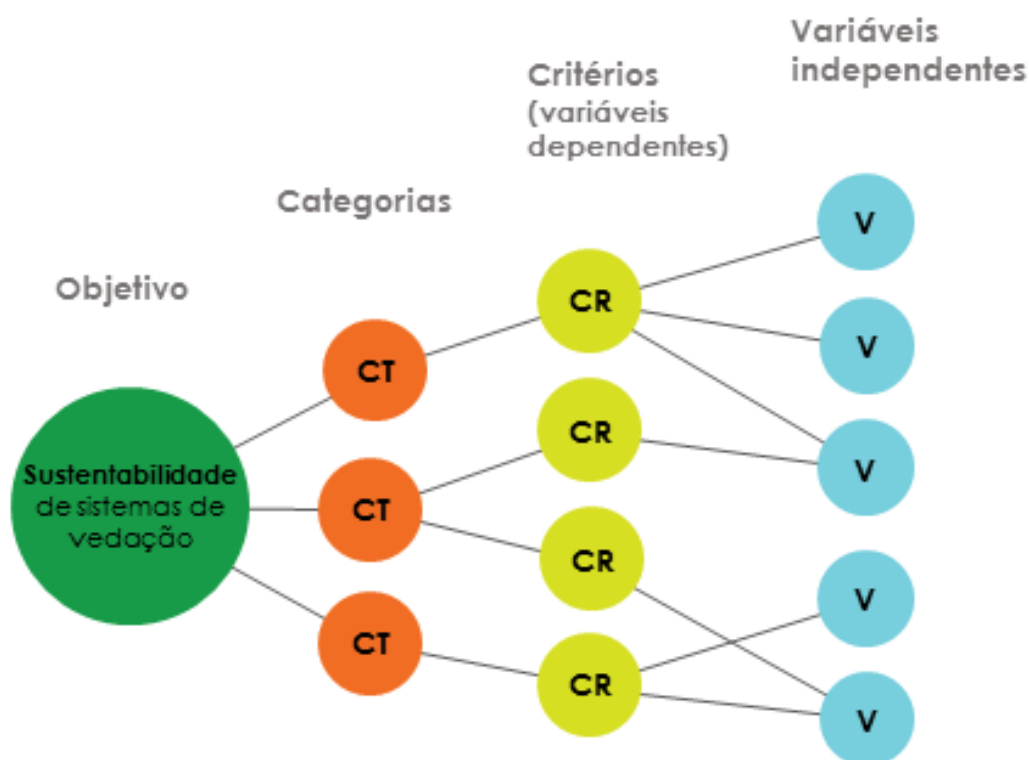 Variáveis
independentes
Critérios
(variáveis
dependentes)
Categorias
Objetivo
Sustentabilidade
de sistemas de
vedação
CT
CT
CT
CR
CR
CR
CR
V
V
V
V
V